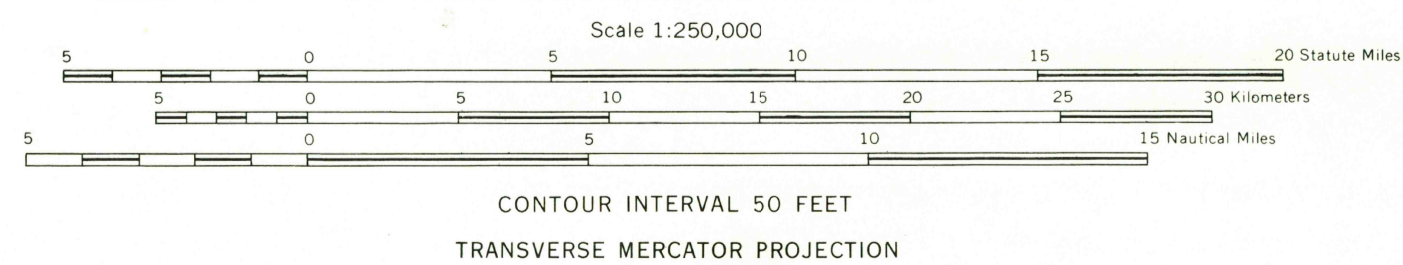 Scale 1:250,000
5 0 5 10 15 20 Statute Miles
5 0 5 10 15 20 25 30 Kilometers
5 0 5 10 15 Nautical Miles
CONTOUR INTERVAL 50 FEET
TRANSVERSE MERCATOR PROJECTION